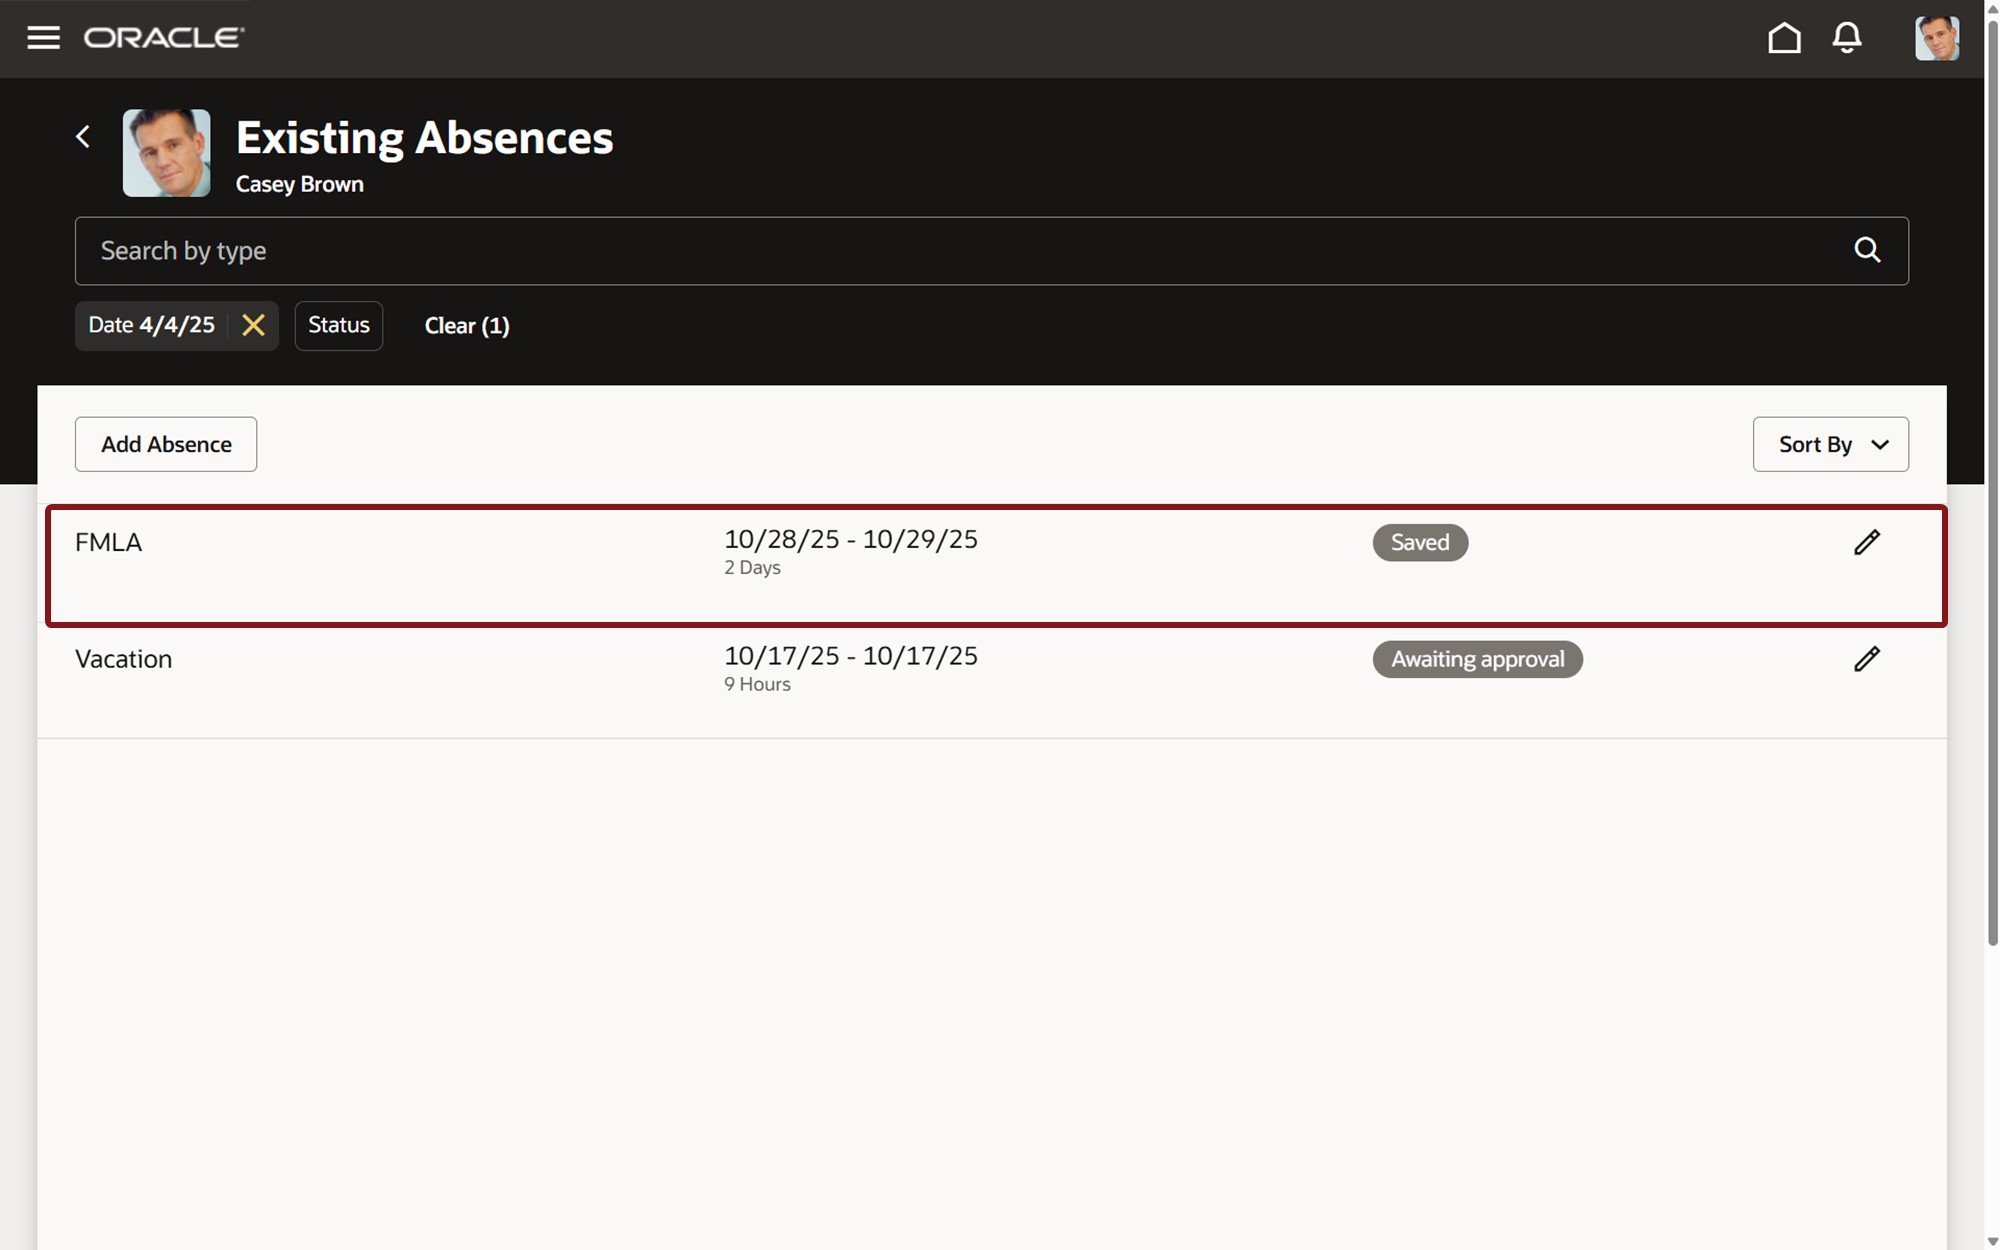 ORACLE
Existing Absences
Casey Brown
Search by type
Date 4/4/25
Status
Clear (1)
Add Absence
Sort By
FMLA
10/28/25 - 10/29/25
2 Days
Saved
Vacation
10/17/25 - 10/17/25
9 Hours
Awaiting approval